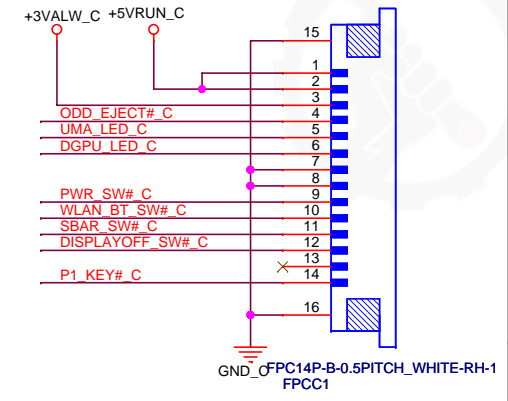 +3VALW_C
+5VRUN_C
15
1
2
3
ODD_EJECT#_C
4
UMA_LED_C
5
DGPU_LED_C
6
7
8
PWR_SW#_C
9
WLAN_BT_SW#_C
10
SBAR_SW#_C
11
DISPLAYOFF_SW#_C
12
13
P1_KEY#_C
14
16
FPC14P-B-0.5PITCH_WHITE-RH-1
FPCC1